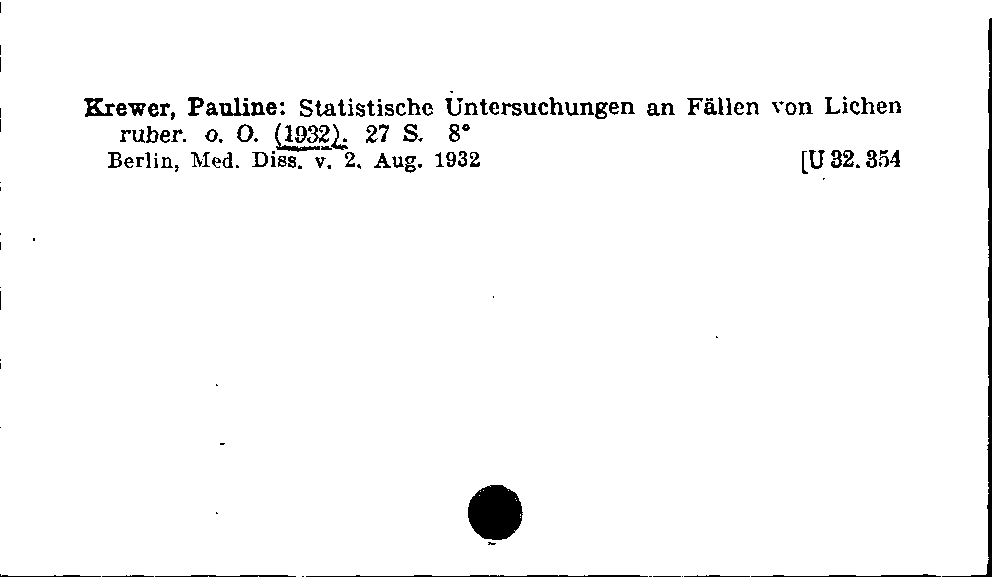 Krewer, Pauline: Statistische Untersuchungen an Fällen von Lichen
ruber. o. O. (1932). 27 S. 8°
Berlin, Med. Diss. v. 2. Aug. 1932 [U 32. 354